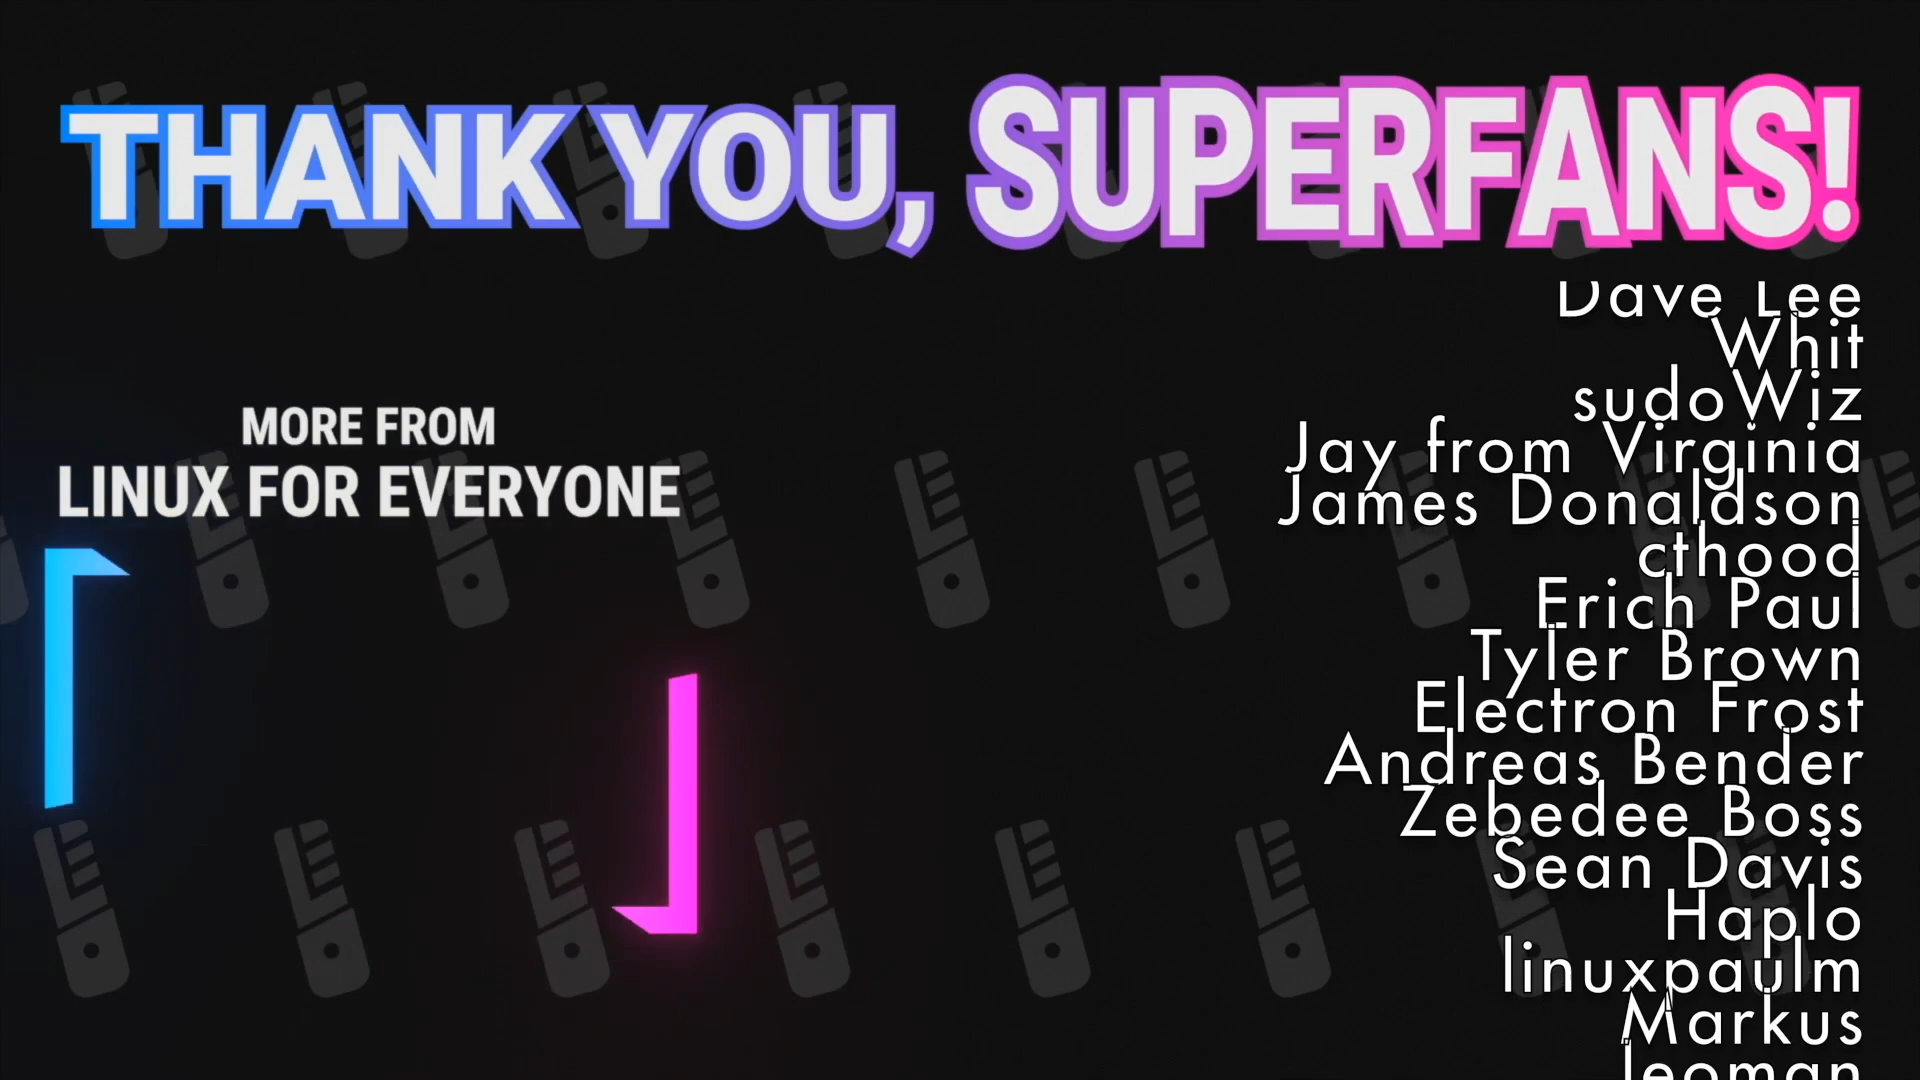 THANK YOU, SUPERFANS!
MORE FROM
LINUX FOR EVERYONE
Dave Lee
Whit
sudoWiz
Jay from Virginia
James Donaldson
cthood
Erich Paul
Tyler Brown
Electron Frost
Andreas Bender
Zebedee Boss
Sean Davis
Haplo
linuxpaulm
Markus